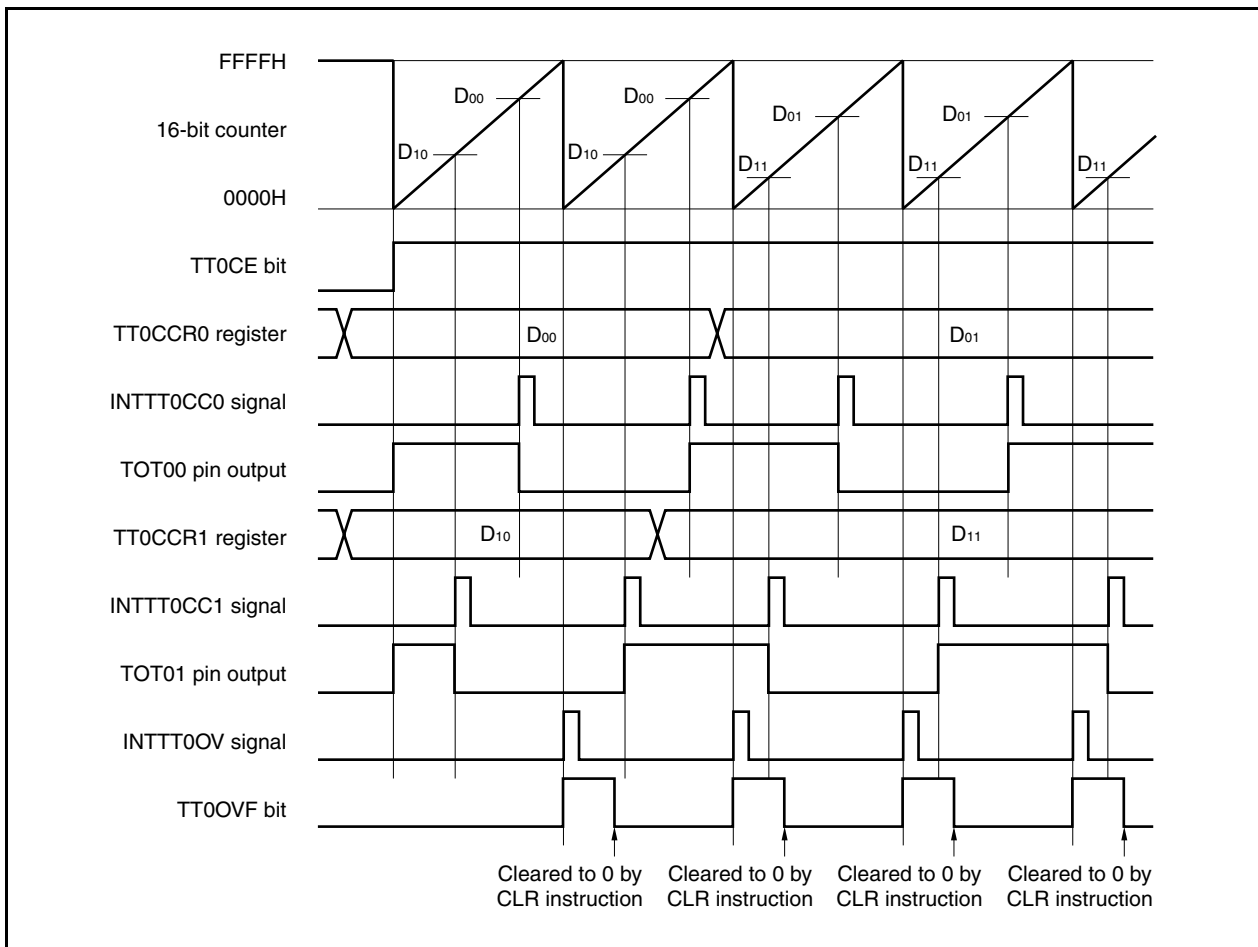 FFFFH
D00
D00
D01
D01
16-bit counter
D10
D10
D11
D11
D11
0000H
TT0CE bit
TT0CCR0 register
D00
D01
INTTT0CC0 signal
TOT00 pin output
TT0CCR1 register
D10
D11
INTTT0CC1 signal
TOT01 pin output
INTTT0OV signal
TT0OVF bit
Cleared to 0 by
CLR instruction
Cleared to 0 by
CLR instruction
Cleared to 0 by
CLR instruction
Cleared to 0 by
CLR instruction